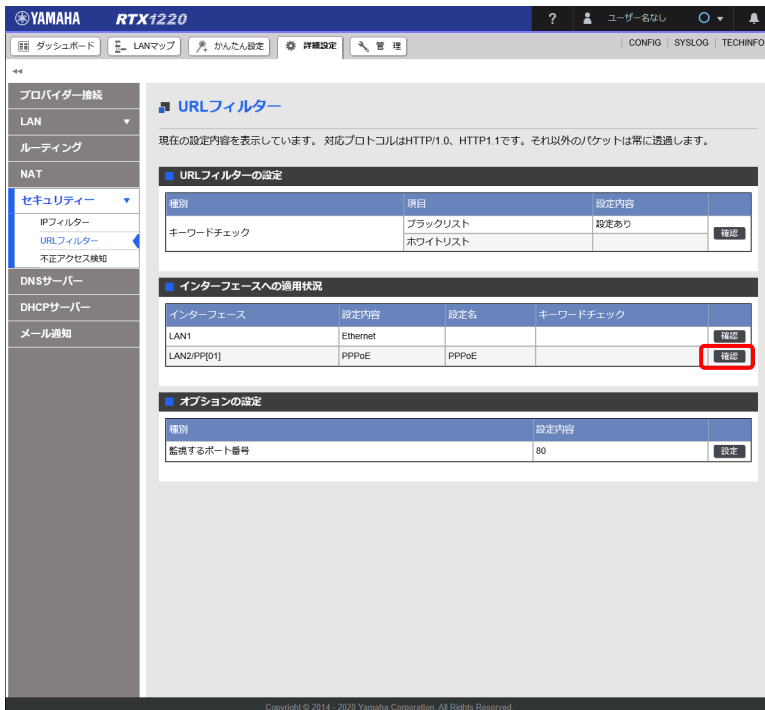 YAMAHA RTX1220 ? ユーザー名なし
ダッシュボード LANマップ かんたん設定 詳細設定 管 理 CONFIG SYSLOG TECHINFO
プロバイダー接続
LAN
ルーティング
NAT
セキュリティー
IPフィルター
URLフィルター
不正アクセス検知
DNSサーバー
DHCPサーバー
メール通知
URLフィルター
現在の設定内容を表示しています。 対応プロトコルはHTTP/1.0、HTTP1.1です。それ以外のパケットは常に透過します。
URLフィルターの設定
種別 項目 設定内容
キーワードチェック ブラックリスト 設定あり 確認
ホワイトリスト
インターフェースへの適用状況
インターフェース 設定内容 設定名 キーワードチェック
LAN1 Ethernet 確認
LAN2/PP[01] PPPoE PPPoE 確認
オプションの設定
種別 設定内容
監視するポート番号 80 設定
Copyright © 2014 - 2020 Yamaha Corporation. All Rights Reserved.